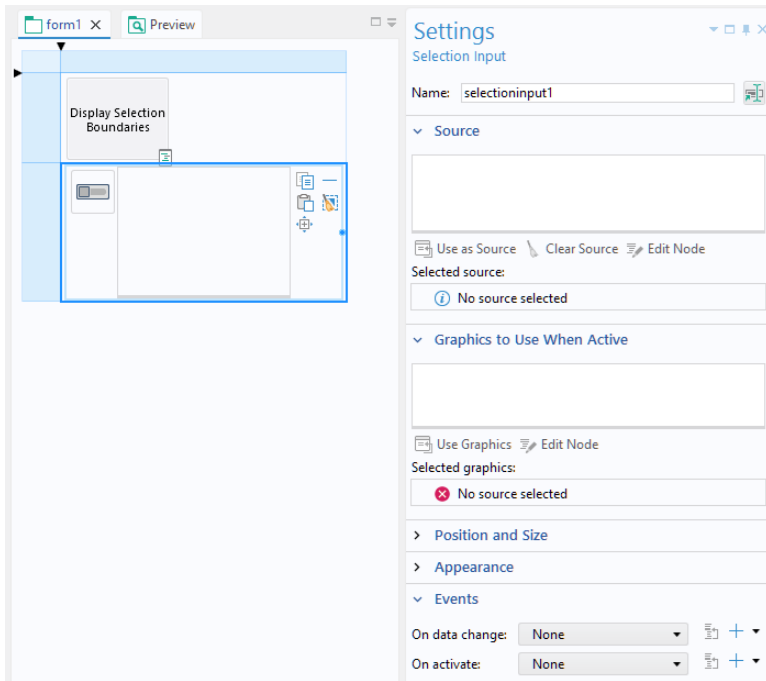 form1
Preview
Display Selection
Boundaries
Settings
Selection Input
Name: selectioninput1
Source
Use as Source Clear Source Edit Node
Selected source:
No source selected
Graphics to Use When Active
Use Graphics Edit Node
Selected graphics:
No source selected
Position and Size
Appearance
Events
On data change: None
On activate: None